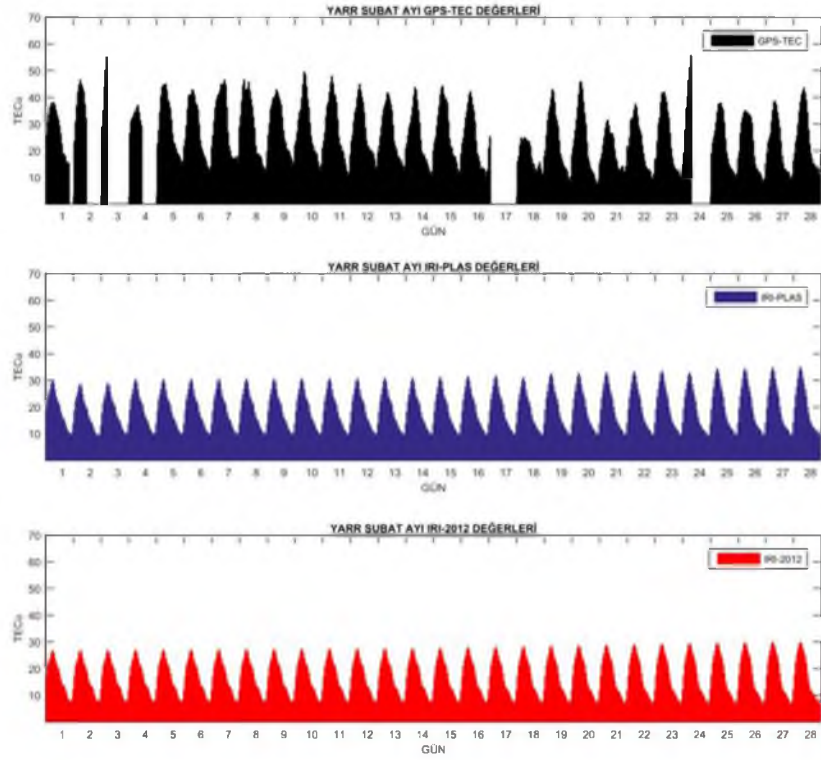 YARR SUBAT AYI GPS-TEC DEĞERLERİ
70
60
50
40
30
20
10
TECu
GPS-TEC
1 2 3 4 5 6 7 8 9 10 11 12 13 14 15 16 17 18 19 20 21 22 23 24 25 26 27 28
GÜN
YARR SUBAT AYI IRI-PLAS DEĞERLERİ
70
60
50
40
30
20
10
TECu
IRI-PLAS
1 2 3 4 5 6 7 8 9 10 11 12 13 14 15 16 17 18 19 20 21 22 23 24 25 26 27 28
GÜN
YARR SUBAT AYI IRI-2012 DEĞERLERİ
70
60
50
40
30
20
10
TECu
IRI-2012
1 2 3 4 5 6 7 8 9 10 11 12 13 14 15 16 17 18 19 20 21 22 23 24 25 26 27 28
GÜN